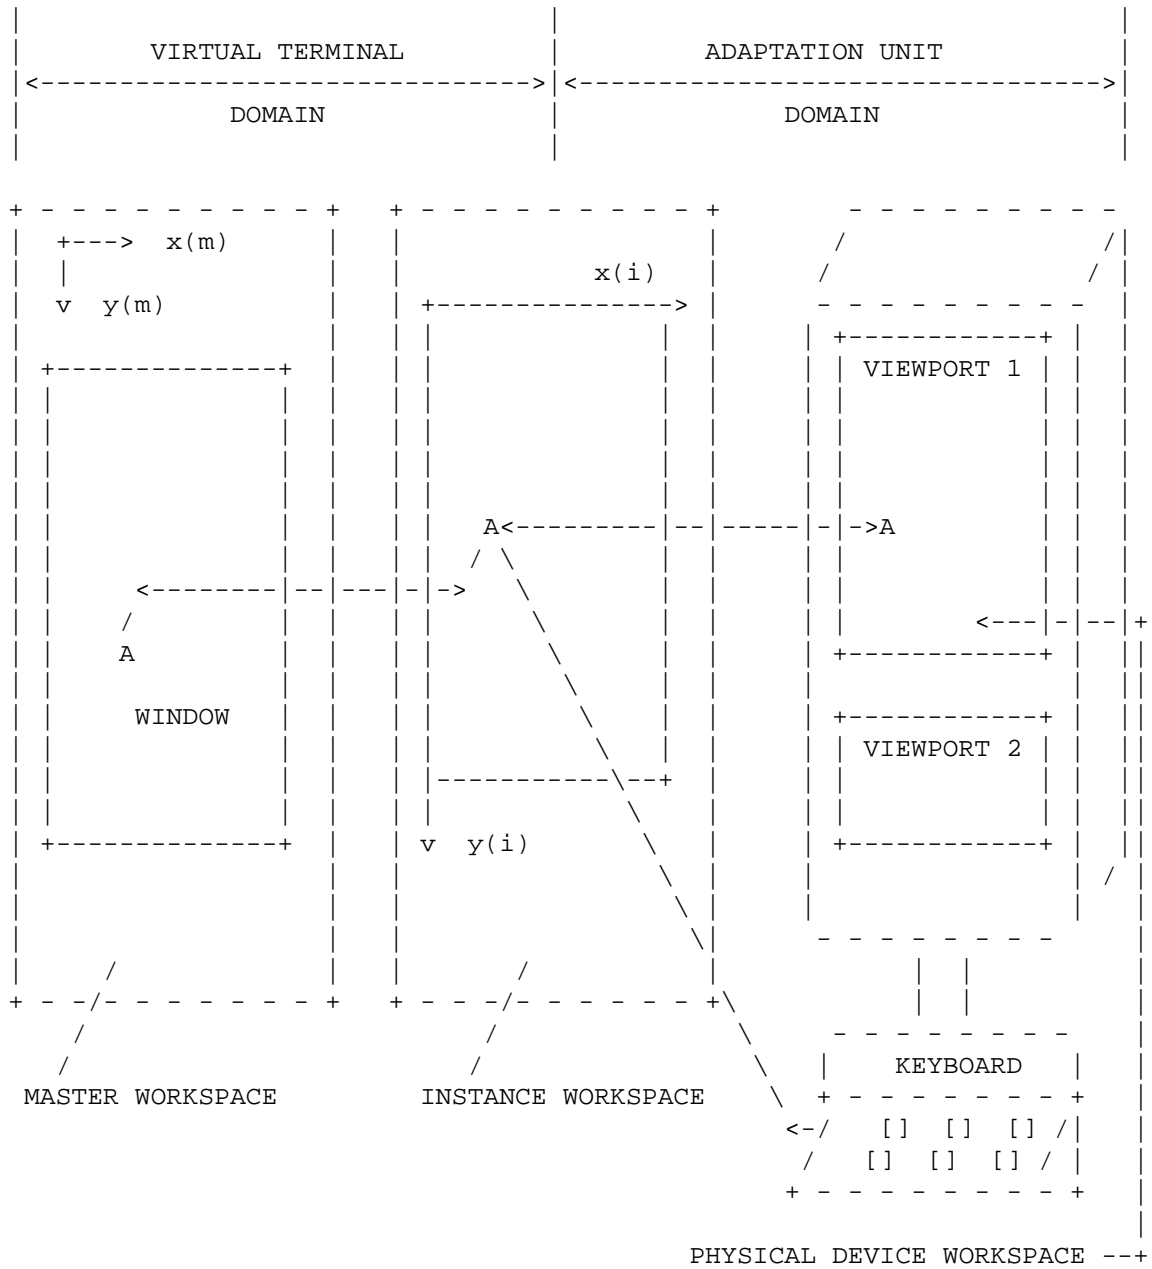 VIRTUAL TERMINAL ADAPTATION UNIT
DOMAIN DOMAIN
x(m)
x(i)
v y(m)
VIEWPORT 1
A A
A
WINDOW
VIEWPORT 2
v y(i)
KEYBOARD
MASTER WORKSPACE INSTANCE WORKSPACE
[] [] []
[] [] []
PHYSICAL DEVICE WORKSPACE